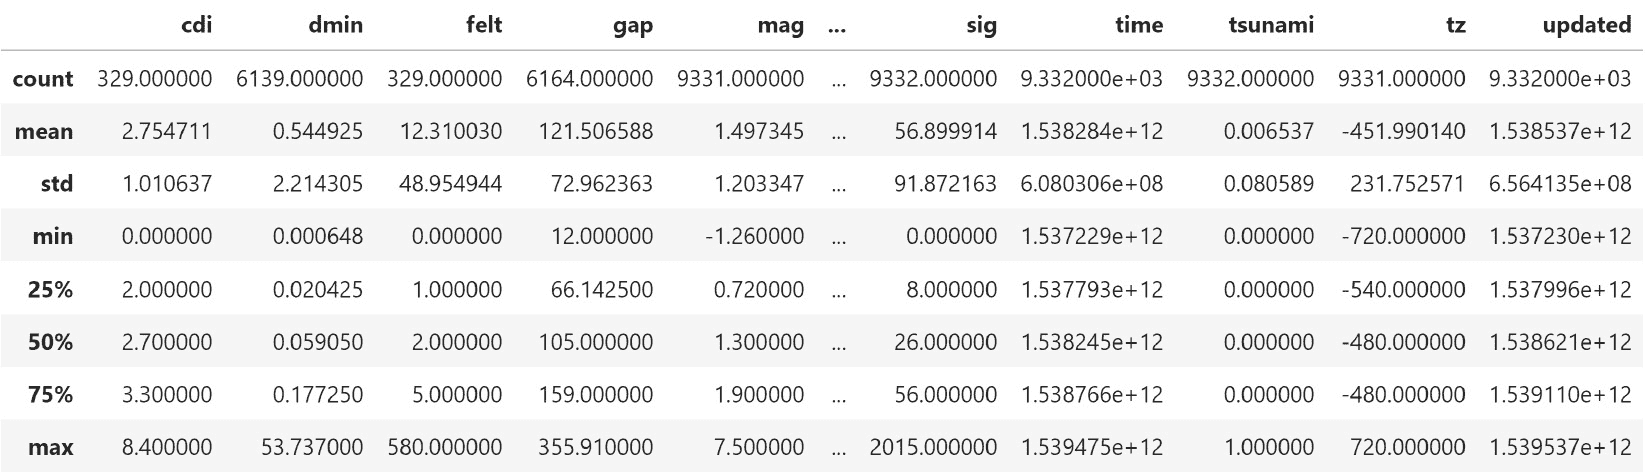 cdi dmin felt gap mag ... sig time tsunami tz updated
count 329.000000 6139.000000 329.000000 6164.000000 9331.000000 ... 9332.000000 9.332000e+03 9332.000000 9331.000000 9.332000e+03
mean 2.754711 0.544925 12.310030 121.506588 1.497345 ... 56.899914 1.538284e+12 0.006537 -451.990140 1.538537e+12
std 1.010637 2.214305 48.954944 72.962363 1.203347 ... 91.872163 6.080306e+08 0.080589 231.752571 6.564135e+08
min 0.000000 0.000648 0.000000 12.000000 -1.260000 ... 0.000000 1.537229e+12 0.000000 -720.000000 1.537230e+12
25% 2.000000 0.020425 1.000000 66.142500 0.720000 ... 8.000000 1.537793e+12 0.000000 -540.000000 1.537996e+12
50% 2.700000 0.059050 2.000000 105.000000 1.300000 ... 26.000000 1.538245e+12 0.000000 -480.000000 1.538621e+12
75% 3.300000 0.177250 5.000000 159.000000 1.900000 ... 56.000000 1.538766e+12 0.000000 -480.000000 1.539110e+12
max 8.400000 53.737000 580.000000 355.910000 7.500000 ... 2015.000000 1.539475e+12 1.000000 720.000000 1.539537e+12